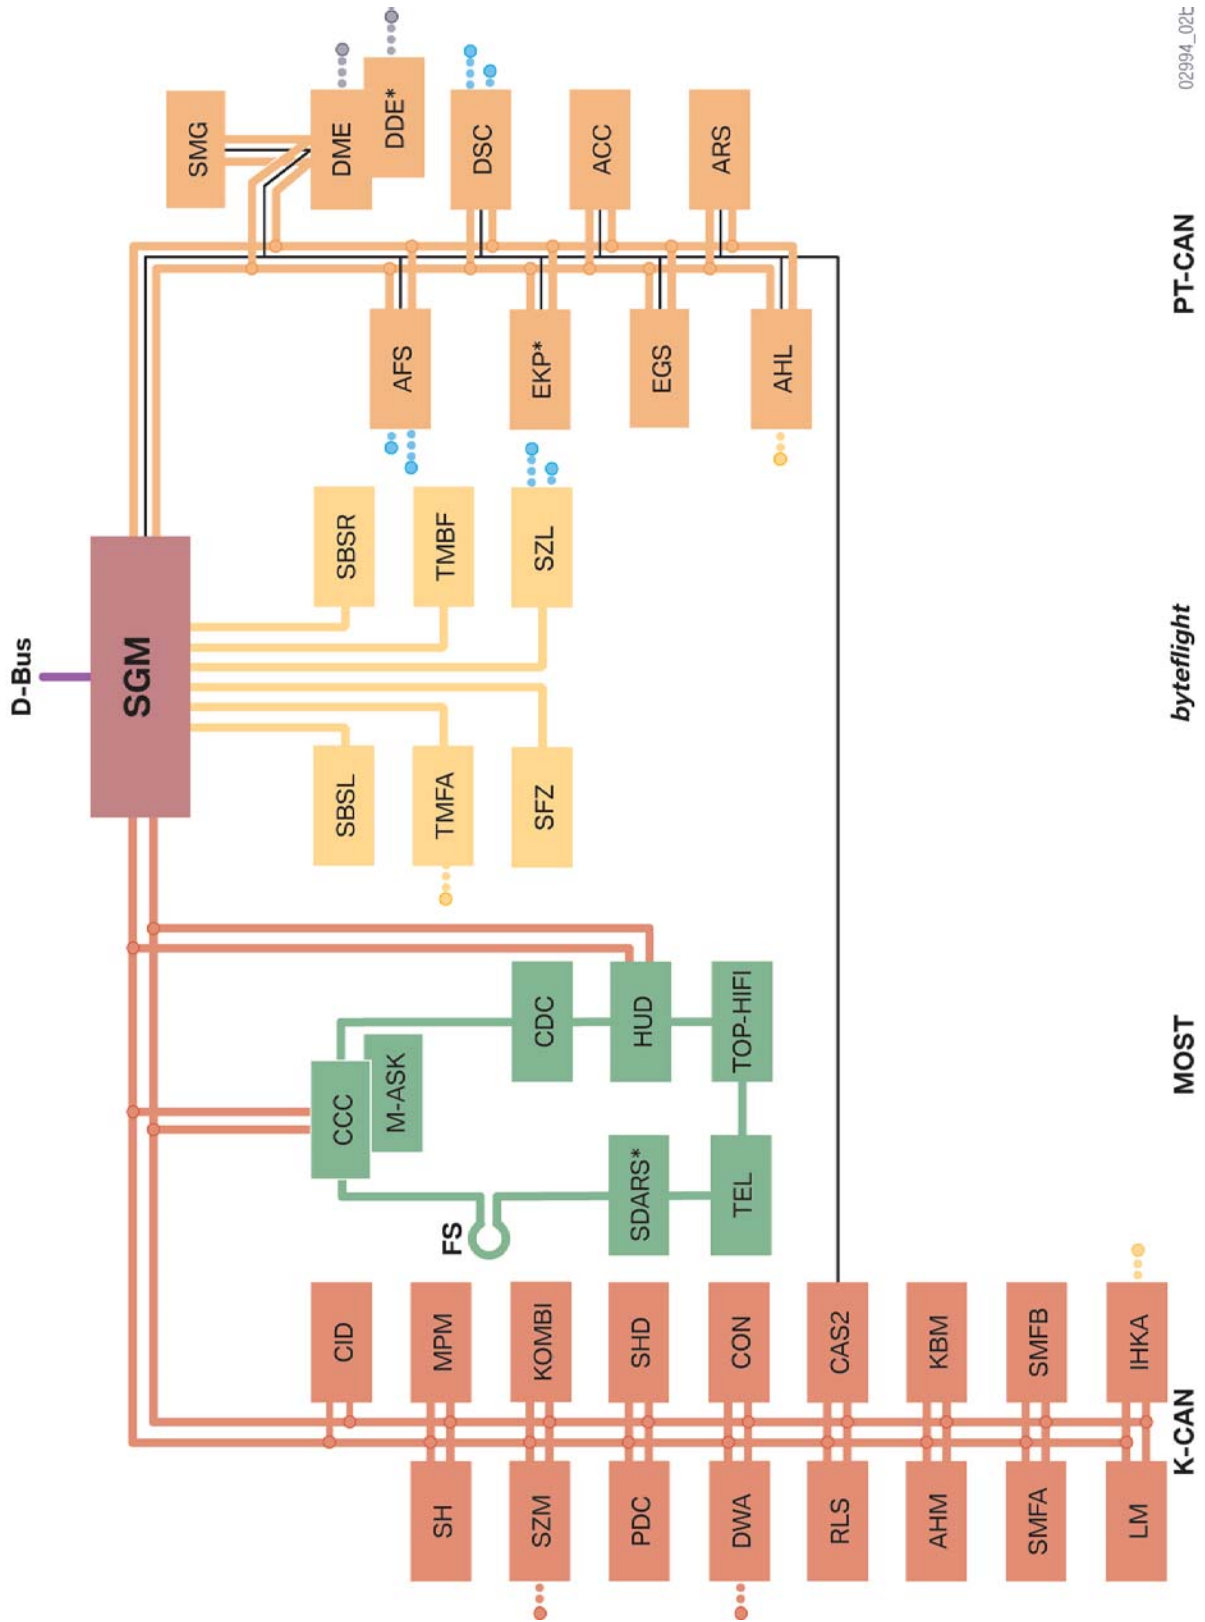 D-Bus
SGM
SMG
CID
CCC
SBSL
SBSR
DME
M-ASK
AFS
DDE*
SH
MPM
FS
TMFA
TMBF
DSC
SZM
KOMBI
CDC
SFZ
SZL
EKP*
ACC
PDC
SHD
SDARS*
HUD
EGS
ARS
DWA
CON
TEL
TOP-HIFI
AHL
RLS
CAS2
AHM
KBM
SMFA
SMFB
LM
IHKA
K-CAN
MOST
byteflight
PT-CAN